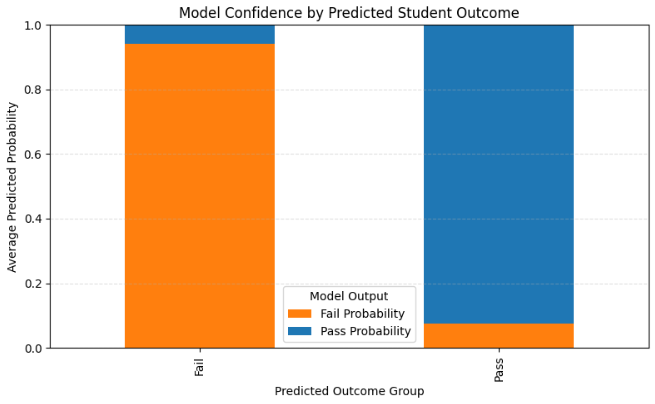 Model Confidence by Predicted Student Outcome
Average Predicted Probability
1.0
0.8
0.6
0.4
0.2
0.0
Model Output
Fail Probability
Pass Probability
Fail
Pass
Predicted Outcome Group